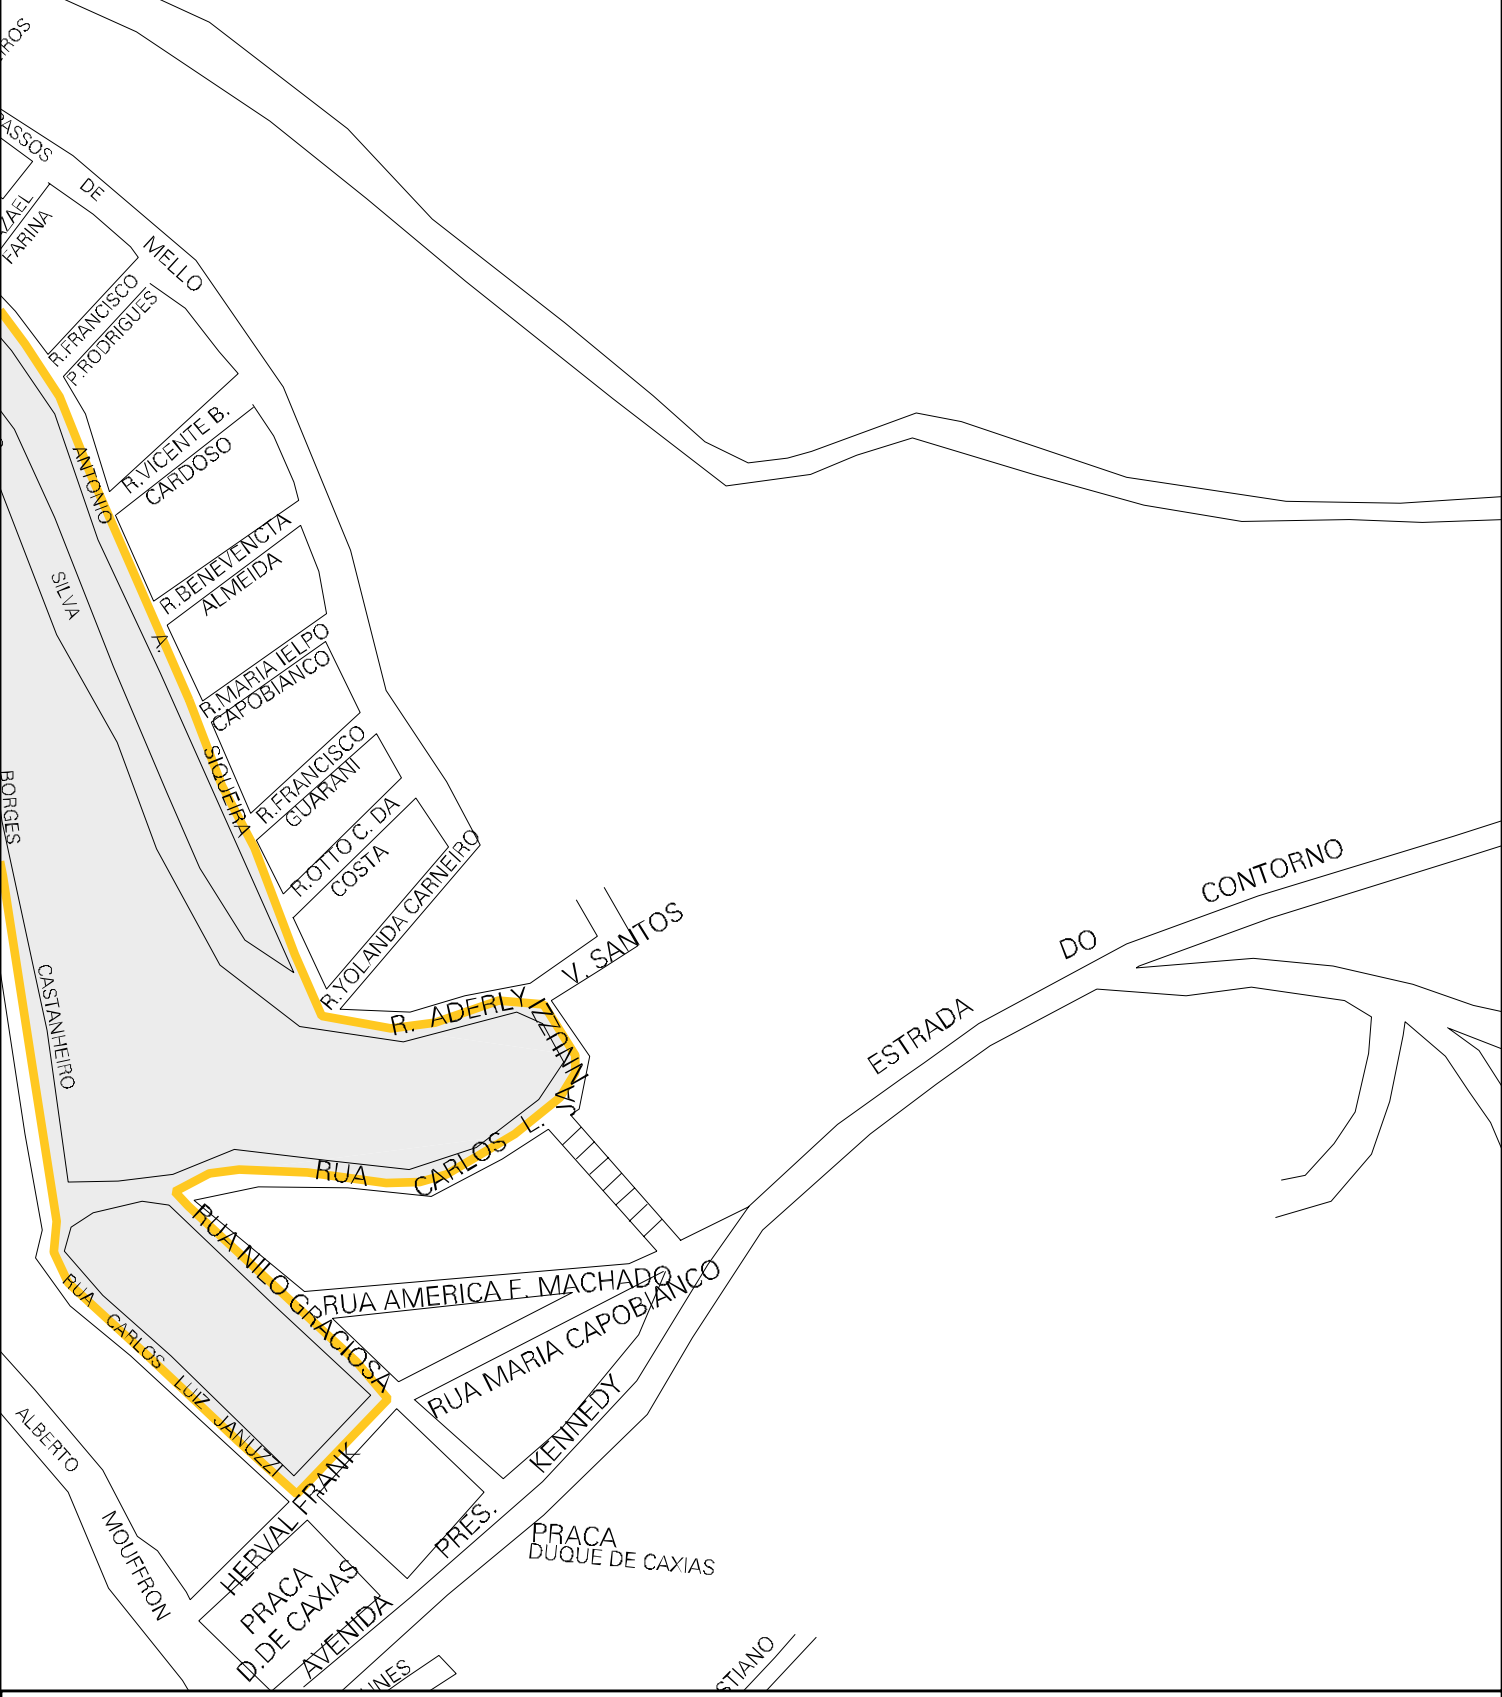 PASSOS
DE
MELLO
FARINA
R.FRANCISCO
P.RODRIGUES
R.VICENTE B.
CARDOSO
ANTONIO
R.BENEVENCTA
ALMEIDA
SILVA
A.
R.MARIA IELPO
CAPOBIANCO
SIQUEIRA
R.FRANCISCO
GUARANI
BORGES
R.OTTO C. DA
COSTA
R.YOLANDA CARNEIRO
CASTANHEIRO
V. SANTOS
R. ADERLY
CONTORNO
DO
ESTRADA
RUA CARLOS L. JANNUZZI
RUA NILO GRACIOSA
RUA AMERICA F. MACHADO
RUA MARIA CAPOBIANCO
RUA CARLOS LUIZ JANUZZI
ALBERTO
MOUFFRON
HERVAL FRANK
KENNEDY
PRES.
AVENIDA
PRACA
DUQUE DE CAXIAS
PRACA
D.DE CAXIAS